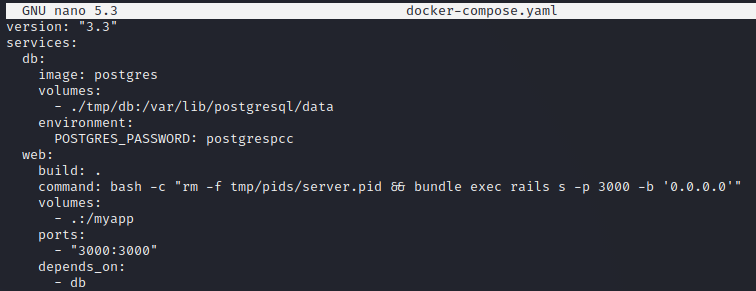 GNU nano 5.3 docker-compose.yaml
version: "3.3"
services:
  db:
    image: postgres
    volumes:
      - ./tmp/db:/var/lib/postgresql/data
    environment:
      POSTGRES_PASSWORD: postgrespcc
  web:
    build: .
    command: bash -c "rm -f tmp/pids/server.pid && bundle exec rails s -p 3000 -b '0.0.0.0'"
    volumes:
      - .:/myapp
    ports:
      - "3000:3000"
    depends_on:
      - db